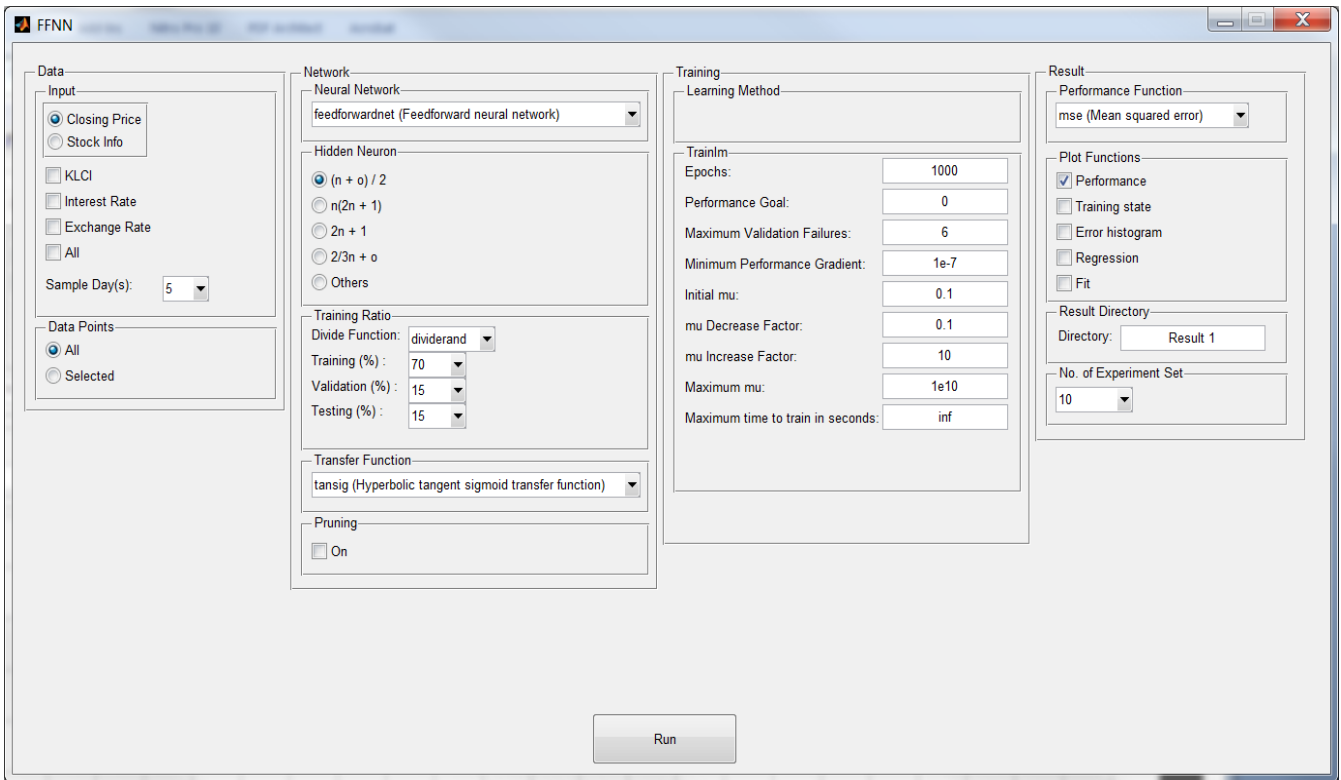 FFNN
Data
Input
Closing Price
Stock Info
KLCI
Interest Rate
Exchange Rate
All
Sample Day(s): 5
Data Points
All
Selected
Network
Neural Network
feedforwardnet (Feedforward neural network)
Hidden Neuron
(n + o) / 2
n(2n + 1)
2n + 1
2/3n + o
Others
Training Ratio
Divide Function: dividerand
Training (%) : 70
Validation (%) : 15
Testing (%) : 15
Transfer Function
tansig (Hyperbolic tangent sigmoid transfer function)
Pruning
On
Training
Learning Method
Trainlm
Epochs: 1000
Performance Goal: 0
Maximum Validation Failures: 6
Minimum Performance Gradient: 1e-7
Initial mu: 0.1
mu Decrease Factor: 0.1
mu Increase Factor: 10
Maximum mu: 1e10
Maximum time to train in seconds: inf
Result
Performance Function
mse (Mean squared error)
Plot Functions
Performance
Training state
Error histogram
Regression
Fit
Result Directory
Directory: Result 1
No. of Experiment Set
10
Run